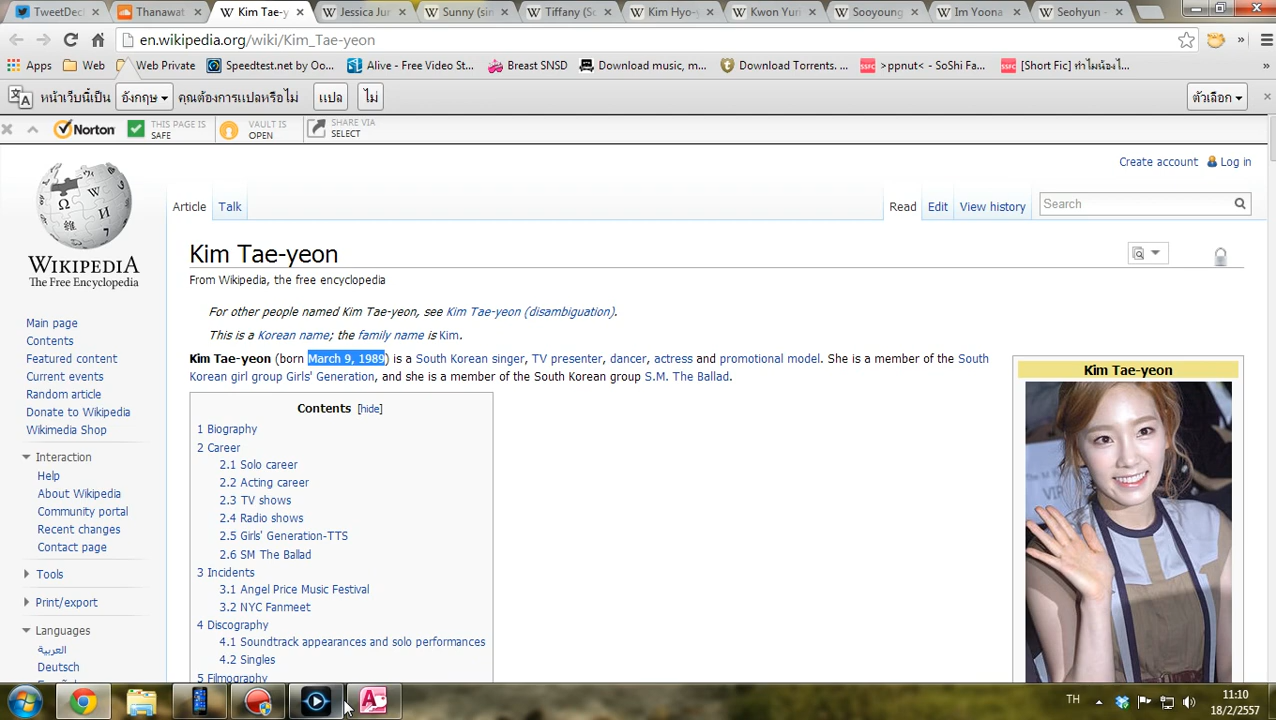 TweetDec
Thanawat
Kim Tae-y
Jessica Jur
Sunny (sin
Tiffany (Sc
Kim Hyo-
Kwon Yuri
Sooyoung
Im Yoona
Seohyun -
en.wikipedia.org/wiki/Kim_Tae-yeon
Apps
Web
Web Private
Speedtest.net by Oo...
Alive - Free Video St...
Breast SNSD
Download music, m...
Download Torrents. ...
>ppnut< - SoShi Fa...
[Short Fic] ทำไมน้องไ...
หน้าเว็บนี้เป็น
อังกฤษ
คุณต้องการแปลหรือไม่
แปล
ไม่
ตัวเลือก
Norton
THIS PAGE IS
SAFE
VAULT IS
OPEN
SHARE VIA
SELECT
Create account
Log in
Article
Talk
Read
Edit
View history
Search
WIKIPEDIA
The Free Encyclopedia
Kim Tae-yeon
From Wikipedia, the free encyclopedia
For other people named Kim Tae-yeon, see Kim Tae-yeon (disambiguation).
This is a Korean name; the family name is Kim.
Kim Tae-yeon (born March 9, 1989) is a South Korean singer, TV presenter, dancer, actress and promotional model. She is a member of the South
Korean girl group Girls' Generation, and she is a member of the South Korean group S.M. The Ballad.
Main page
Contents
Featured content
Current events
Random article
Donate to Wikipedia
Wikimedia Shop
Interaction
Help
About Wikipedia
Community portal
Recent changes
Contact page
Tools
Print/export
Languages
العربية
Deutsch
Contents [hide]
1 Biography
2 Career
2.1 Solo career
2.2 Acting career
2.3 TV shows
2.4 Radio shows
2.5 Girls' Generation-TTS
2.6 SM The Ballad
3 Incidents
3.1 Angel Price Music Festival
3.2 NYC Fanmeet
4 Discography
4.1 Soundtrack appearances and solo performances
4.2 Singles
5 Filmography
Kim Tae-yeon
TH
11:10
18/2/2557